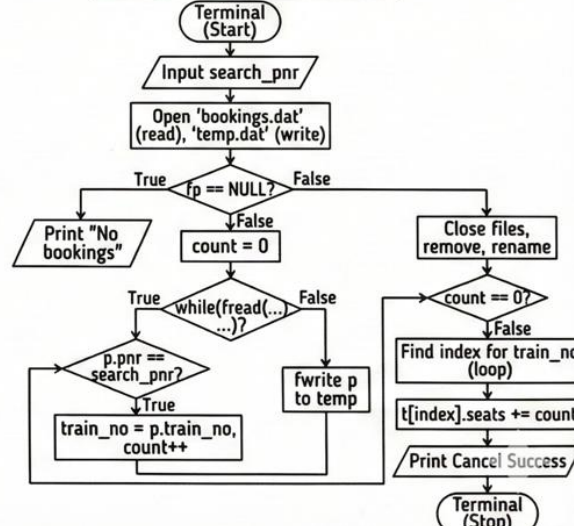 Terminal
(Start)
Input search_pnr
Open 'bookings.dat'
(read), 'temp.dat' (write)
True
fp == NULL?
False
False
Print "No
bookings"
count = 0
Close files,
remove, rename
True
while(fread(...)
...)?
False
count == 0?
False
p.pnr ==
search_pnr?
True
fwrite p
to temp
Find index for train_no
(loop)
train_no = p.train_no,
count++
t[index].seats += count
Print Cancel Success
Terminal
(Stop)